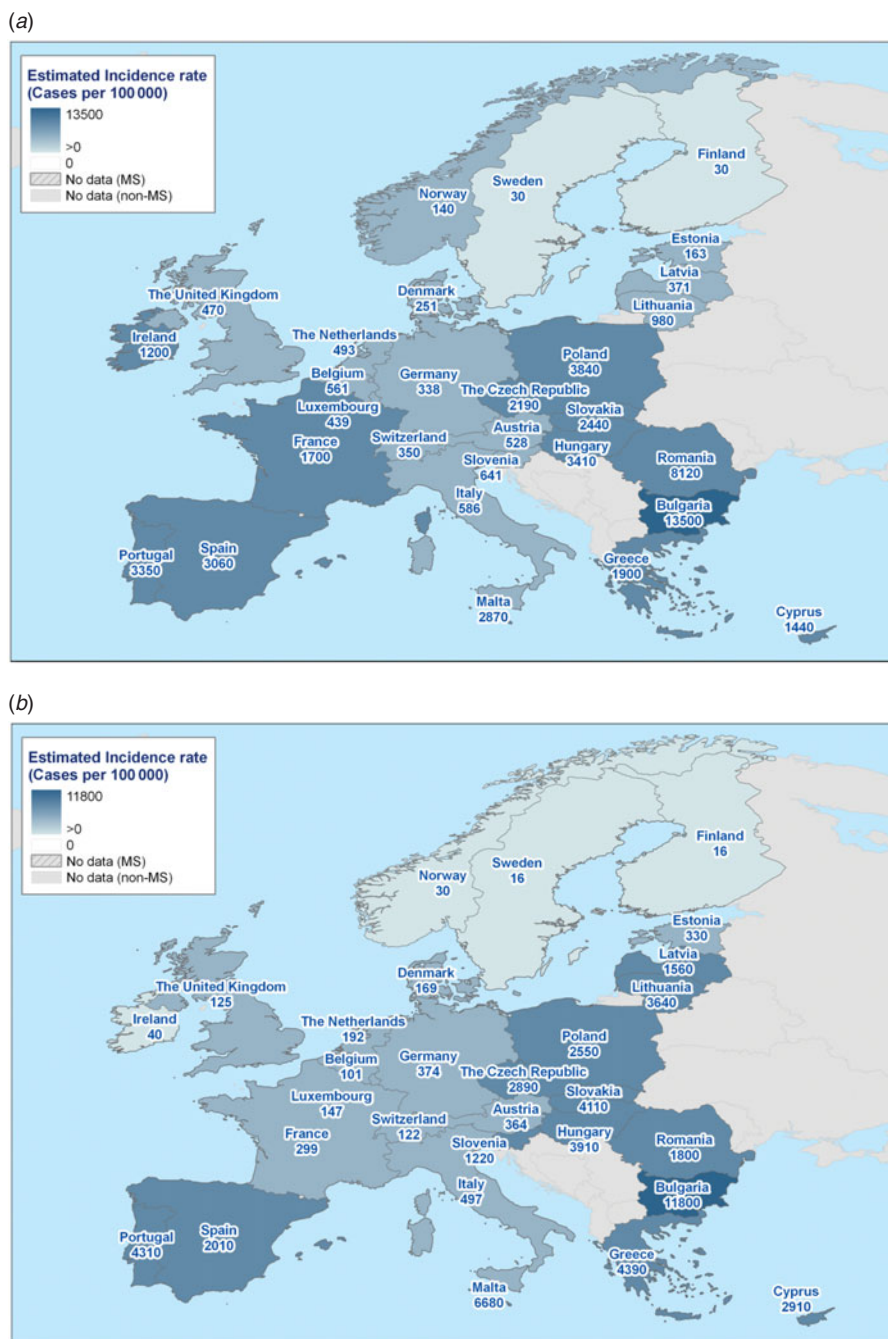 (a)
Estimated Incidence rate
(Cases per 100 000)
13500
>0
0
No data (MS)
No data (non-MS)
Finland
30
Sweden
30
Norway
140
Estonia
163
Latvia
371
Lithuania
980
Denmark
251
The United Kingdom
470
Ireland
1200
The Netherlands
493
Belgium
561
Germany
338
Poland
3840
The Czech Republic
2190
Luxembourg
439
Slovakia
2440
France
1700
Switzerland
350
Austria
528
Hungary
3410
Slovenia
641
Romania
8120
Italy
586
Bulgaria
13500
Portugal
3350
Spain
3060
Greece
1900
Malta
2870
Cyprus
1440
(b)
Estimated Incidence rate
(Cases per 100 000)
11800
>0
0
No data (MS)
No data (non-MS)
Finland
16
Sweden
16
Norway
30
Estonia
330
Latvia
1560
Lithuania
3640
Denmark
169
The United Kingdom
125
Ireland
40
The Netherlands
192
Belgium
101
Germany
374
Poland
2550
The Czech Republic
2890
Luxembourg
147
Slovakia
4110
France
299
Switzerland
122
Austria
364
Hungary
3910
Slovenia
1220
Romania
1800
Italy
497
Bulgaria
11800
Portugal
4310
Spain
2010
Greece
4390
Malta
6680
Cyprus
2910